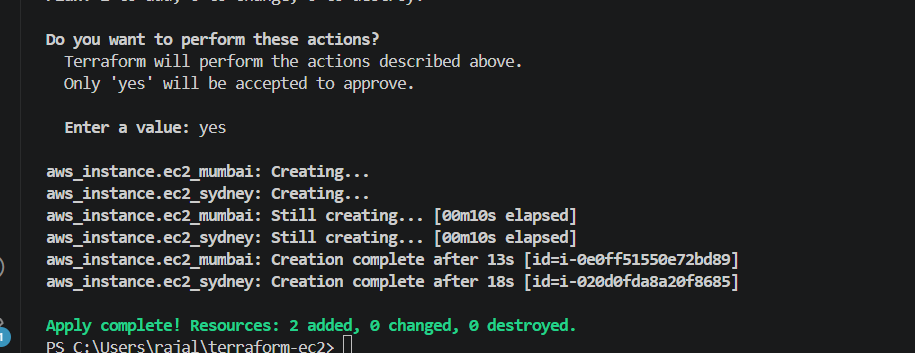 Do you want to perform these actions?
Terraform will perform the actions described above.
Only 'yes' will be accepted to approve.
Enter a value: yes
aws_instance.ec2_mumbai: Creating...
aws_instance.ec2_sydney: Creating...
aws_instance.ec2_mumbai: Still creating... [00m10s elapsed]
aws_instance.ec2_sydney: Still creating... [00m10s elapsed]
aws_instance.ec2_mumbai: Creation complete after 13s [id=i-0e0ff51550e72bd89]
aws_instance.ec2_sydney: Creation complete after 18s [id=i-020d0fda8a20f8685]
Apply complete! Resources: 2 added, 0 changed, 0 destroyed.
PS C:\Users\rajal\terraform-ec2>